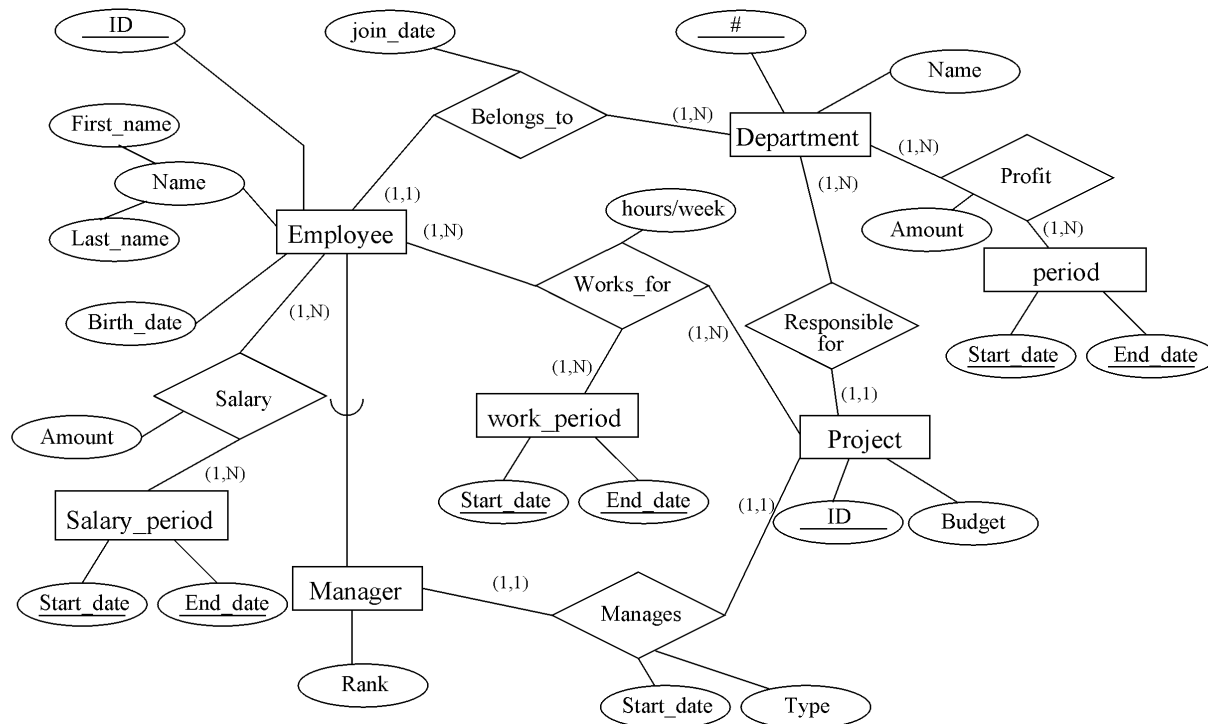 ID
join_date
#
Name
First_name
Name
Last_name
Birth_date
Belongs_to
(1,N)
Department
(1,N)
Profit
(1,N)
Amount
(1,N)
period
Start_date
End_date
(1,1)
Employee
(1,N)
hours/week
Works_for
(1,N)
Responsible
for
(1,N)
(1,N)
Salary
Amount
(1,N)
Salary_period
Start_date
End_date
(1,N)
work_period
Start_date
End_date
(1,1)
Project
(1,1)
ID
Budget
Manager
(1,1)
Manages
Rank
Start_date
Type